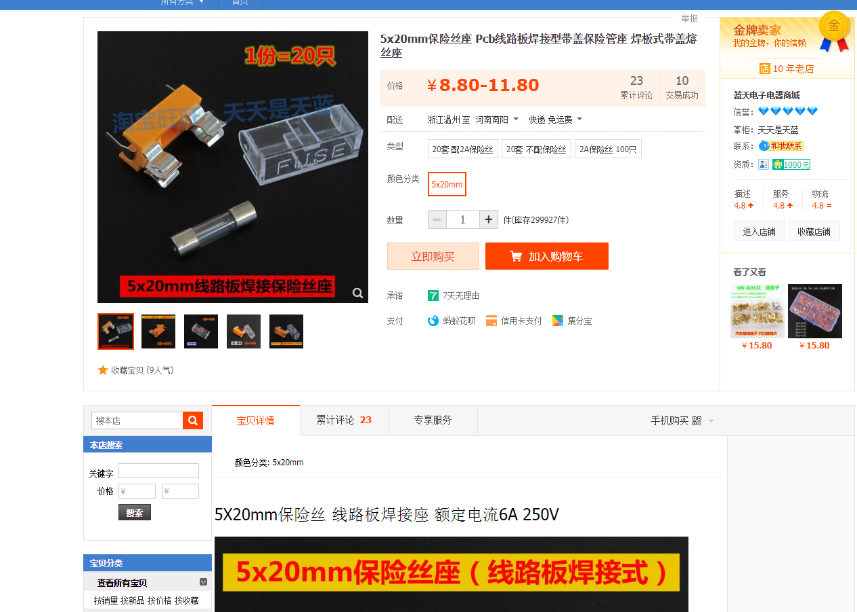 所有分类
首页
举报
1份=20只
淘宝旺旺：天天是天蓝
FUSE
5x20mm线路板焊接保险丝座
收藏宝贝 (9人气)
5x20mm保险丝座 Pcb线路板焊接型带盖保险管座 焊板式带盖熔丝座
价格
¥ 8.80-11.80
23
累计评论
10
交易成功
配送
浙江温州 至 河南南阳
快递 免运费
类型
20套 配2A保险丝
20套 不配保险丝
2A保险丝 100只
颜色分类
5x20mm
数量
1
件(库存299927件)
立即购买
加入购物车
承诺
7天无理由
支付
蚂蚁花呗
信用卡支付
集分宝
金牌卖家
我的金牌，你的信赖
金
店 10 年老店
蓝天电子电器商城
信誉：
掌柜：天天是天蓝
联系：和我联系
资质：1000元
描述
服务
物流
4.8
4.8
4.8 =
进入店铺
收藏店铺
看了又看
¥ 15.80
¥ 15.80
搜本店
宝贝详情
累计评论 23
专享服务
手机购买
本店搜索
关键字
价格
¥
¥
搜索
宝贝分类
查看所有宝贝
按销量 按新品 按价格 按收藏
颜色分类: 5x20mm
5X20mm保险丝 线路板焊接座 额定电流6A 250V
5x20mm保险丝座（线路板焊接式）